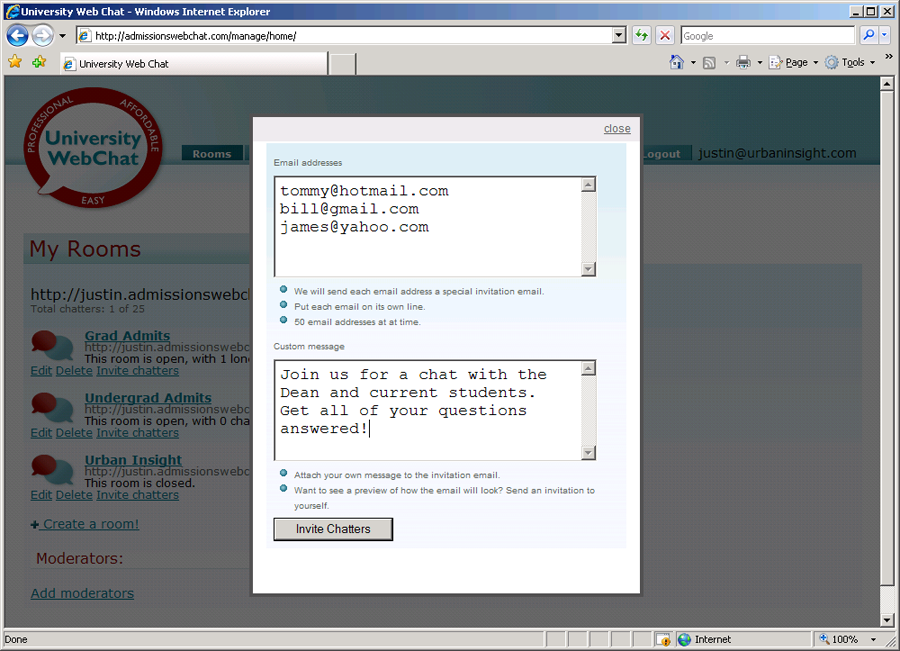 University Web Chat - Windows Internet Explorer
http://admissionswebchat.com/manage/home/
Google
University Web Chat
Page
Tools
PROFESSIONAL
AFFORDABLE
University
WebChat
EASY
Rooms
Logout
justin@urbaninsight.com
My Rooms
http://justin.admissionswebc
Total chatters: 1 of 25
Grad Admits
http://justin.admissionswebc
This room is open, with 1 lon
Edit Delete Invite chatters
Undergrad Admits
http://justin.admissionswebc
This room is open, with 0 cha
Edit Delete Invite chatters
Urban Insight
http://justin.admissionswebc
This room is closed.
Edit Delete Invite chatters
+ Create a room!
Moderators:
Add moderators
close
Email addresses
tommy@hotmail.com
bill@gmail.com
james@yahoo.com
We will send each email address a special invitation email.
Put each email on its own line.
50 email addresses at at time.
Custom message
Join us for a chat with the
Dean and current students.
Get all of your questions
answered!
Attach your own message to the invitation email.
Want to see a preview of how the email will look? Send an invitation to
yourself.
Invite Chatters
Done
Internet
100%